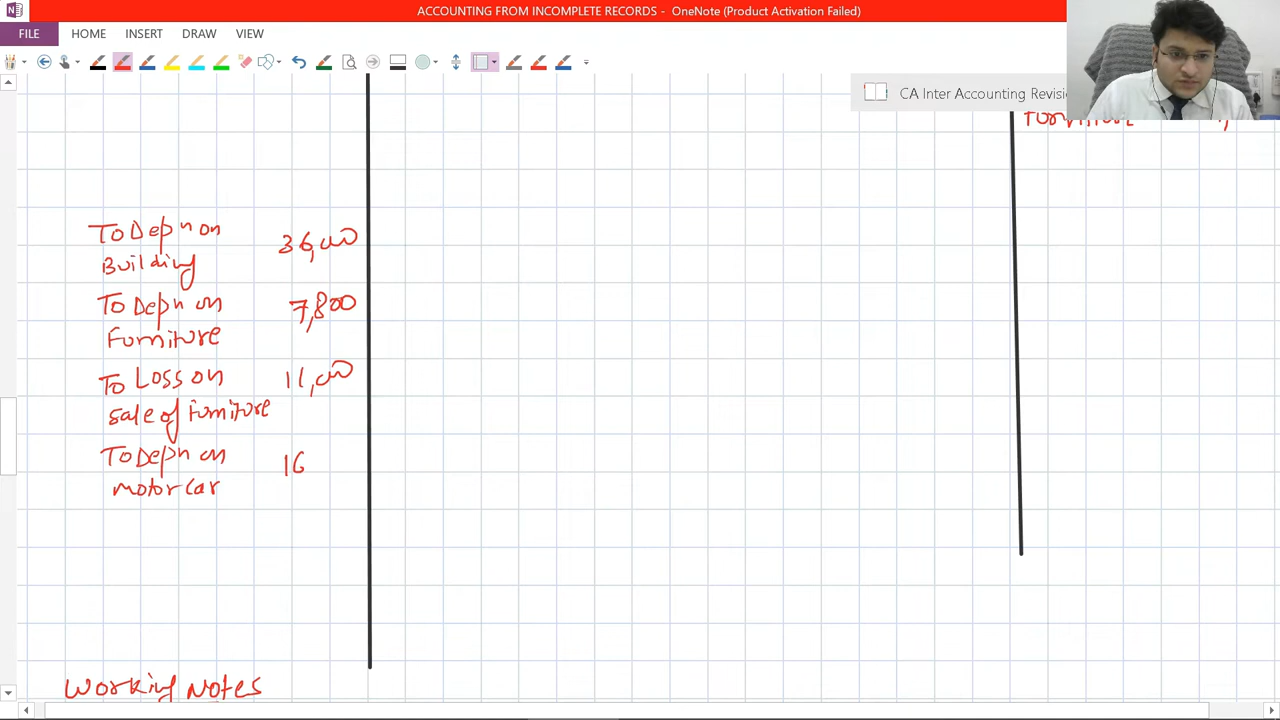 ACCOUNTING FROM INCOMPLETE RECORDS - OneNote (Product Activation Failed)
FILE HOME INSERT DRAW VIEW
CA Inter Accounting Revisi
To Depn on
Building 36,000
To Depn on 7,800
Furniture
To Loss on 11,000
sale of furniture
To Depn on 16
motor car
Working Notes